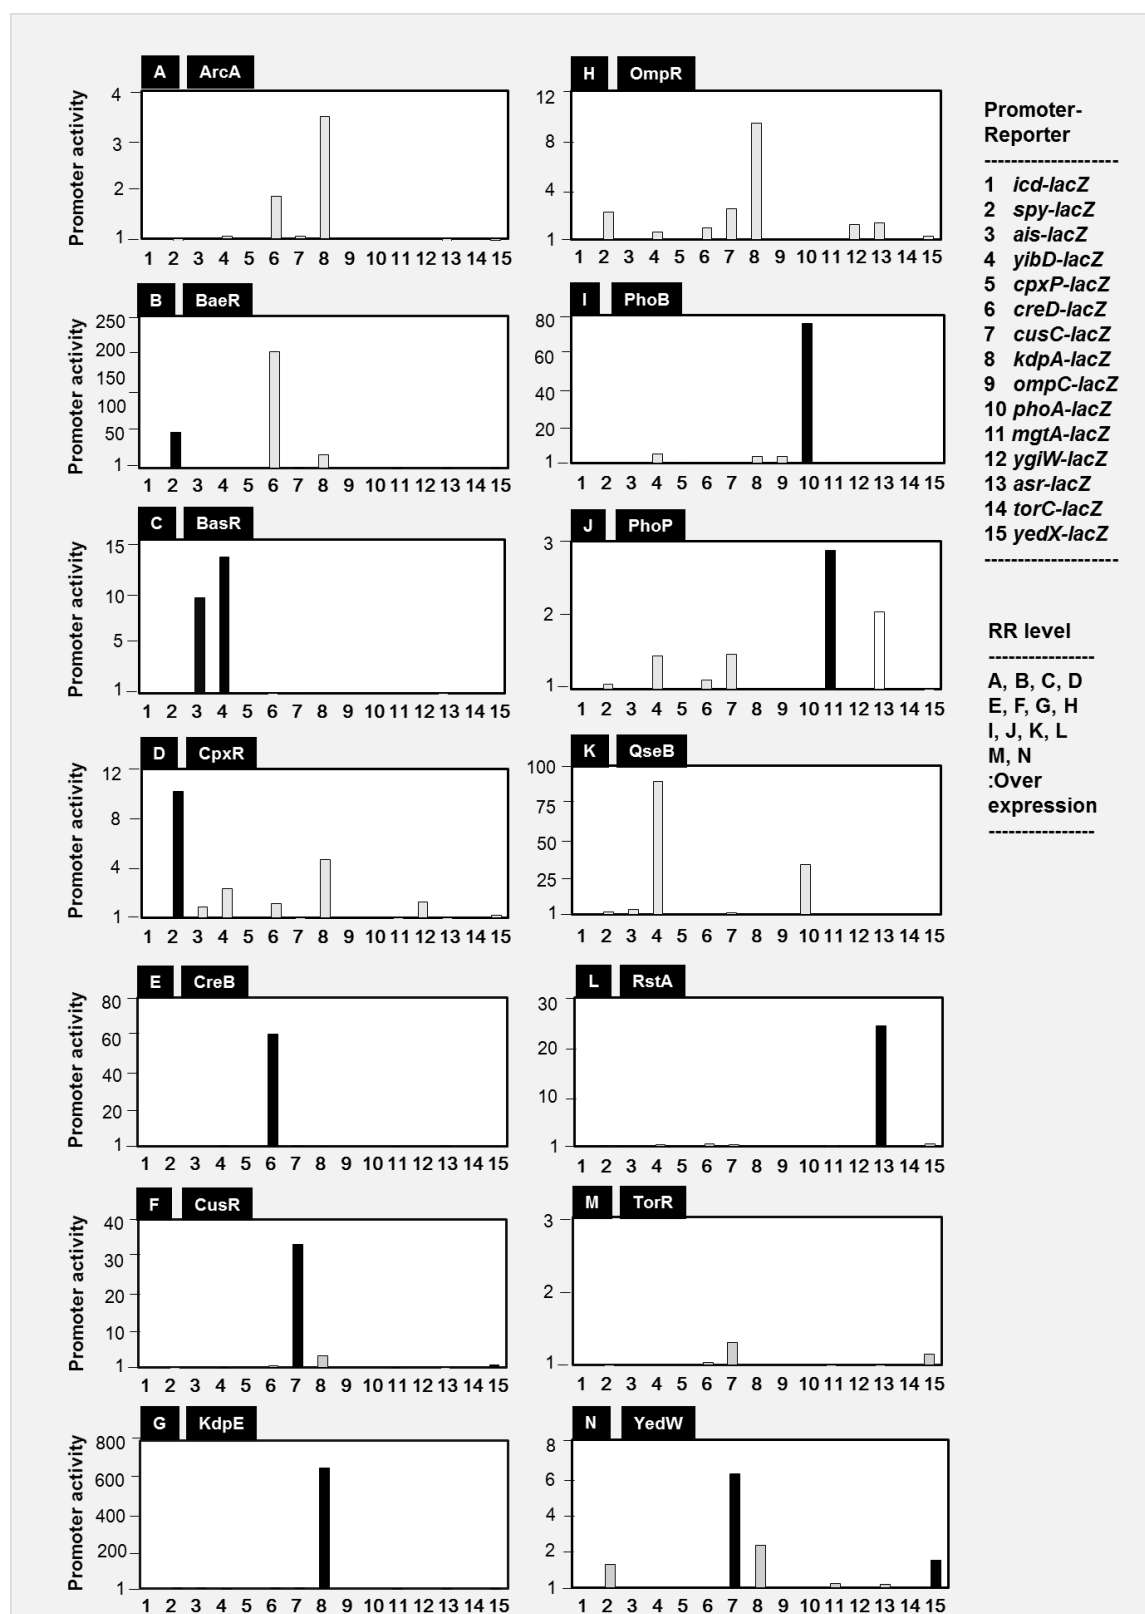 A ArcA
Promoter activity
4
3
2
1
1 2 3 4 5 6 7 8 9 10 11 12 13 14 15
B BaeR
Promoter activity
250
200
150
100
50
1
1 2 3 4 5 6 7 8 9 10 11 12 13 14 15
C BasR
Promoter activity
15
10
5
1
1 2 3 4 5 6 7 8 9 10 11 12 13 14 15
D CpxR
Promoter activity
12
8
4
1
1 2 3 4 5 6 7 8 9 10 11 12 13 14 15
E CreB
Promoter activity
80
60
40
20
1
1 2 3 4 5 6 7 8 9 10 11 12 13 14 15
F CusR
Promoter activity
40
30
20
10
1
1 2 3 4 5 6 7 8 9 10 11 12 13 14 15
G KdpE
Promoter activity
800
600
400
200
1
1 2 3 4 5 6 7 8 9 10 11 12 13 14 15
H OmpR
12
8
4
1
1 2 3 4 5 6 7 8 9 10 11 12 13 14 15
I PhoB
80
60
40
20
1
1 2 3 4 5 6 7 8 9 10 11 12 13 14 15
J PhoP
3
2
1
1 2 3 4 5 6 7 8 9 10 11 12 13 14 15
K QseB
100
75
50
25
1
1 2 3 4 5 6 7 8 9 10 11 12 13 14 15
L RstA
30
20
10
1
1 2 3 4 5 6 7 8 9 10 11 12 13 14 15
M TorR
3
2
1
1 2 3 4 5 6 7 8 9 10 11 12 13 14 15
N YedW
8
6
4
2
1
1 2 3 4 5 6 7 8 9 10 11 12 13 14 15
Promoter-
Reporter
--------------------
1 icd-lacZ
2 spy-lacZ
3 ais-lacZ
4 yibD-lacZ
5 cpxP-lacZ
6 creD-lacZ
7 cusC-lacZ
8 kdpA-lacZ
9 ompC-lacZ
10 phoA-lacZ
11 mgtA-lacZ
12 ygiW-lacZ
13 asr-lacZ
14 torC-lacZ
15 yedX-lacZ
--------------------
RR level
----------------
A, B, C, D
E, F, G, H
I, J, K, L
M, N
:Over
expression
----------------